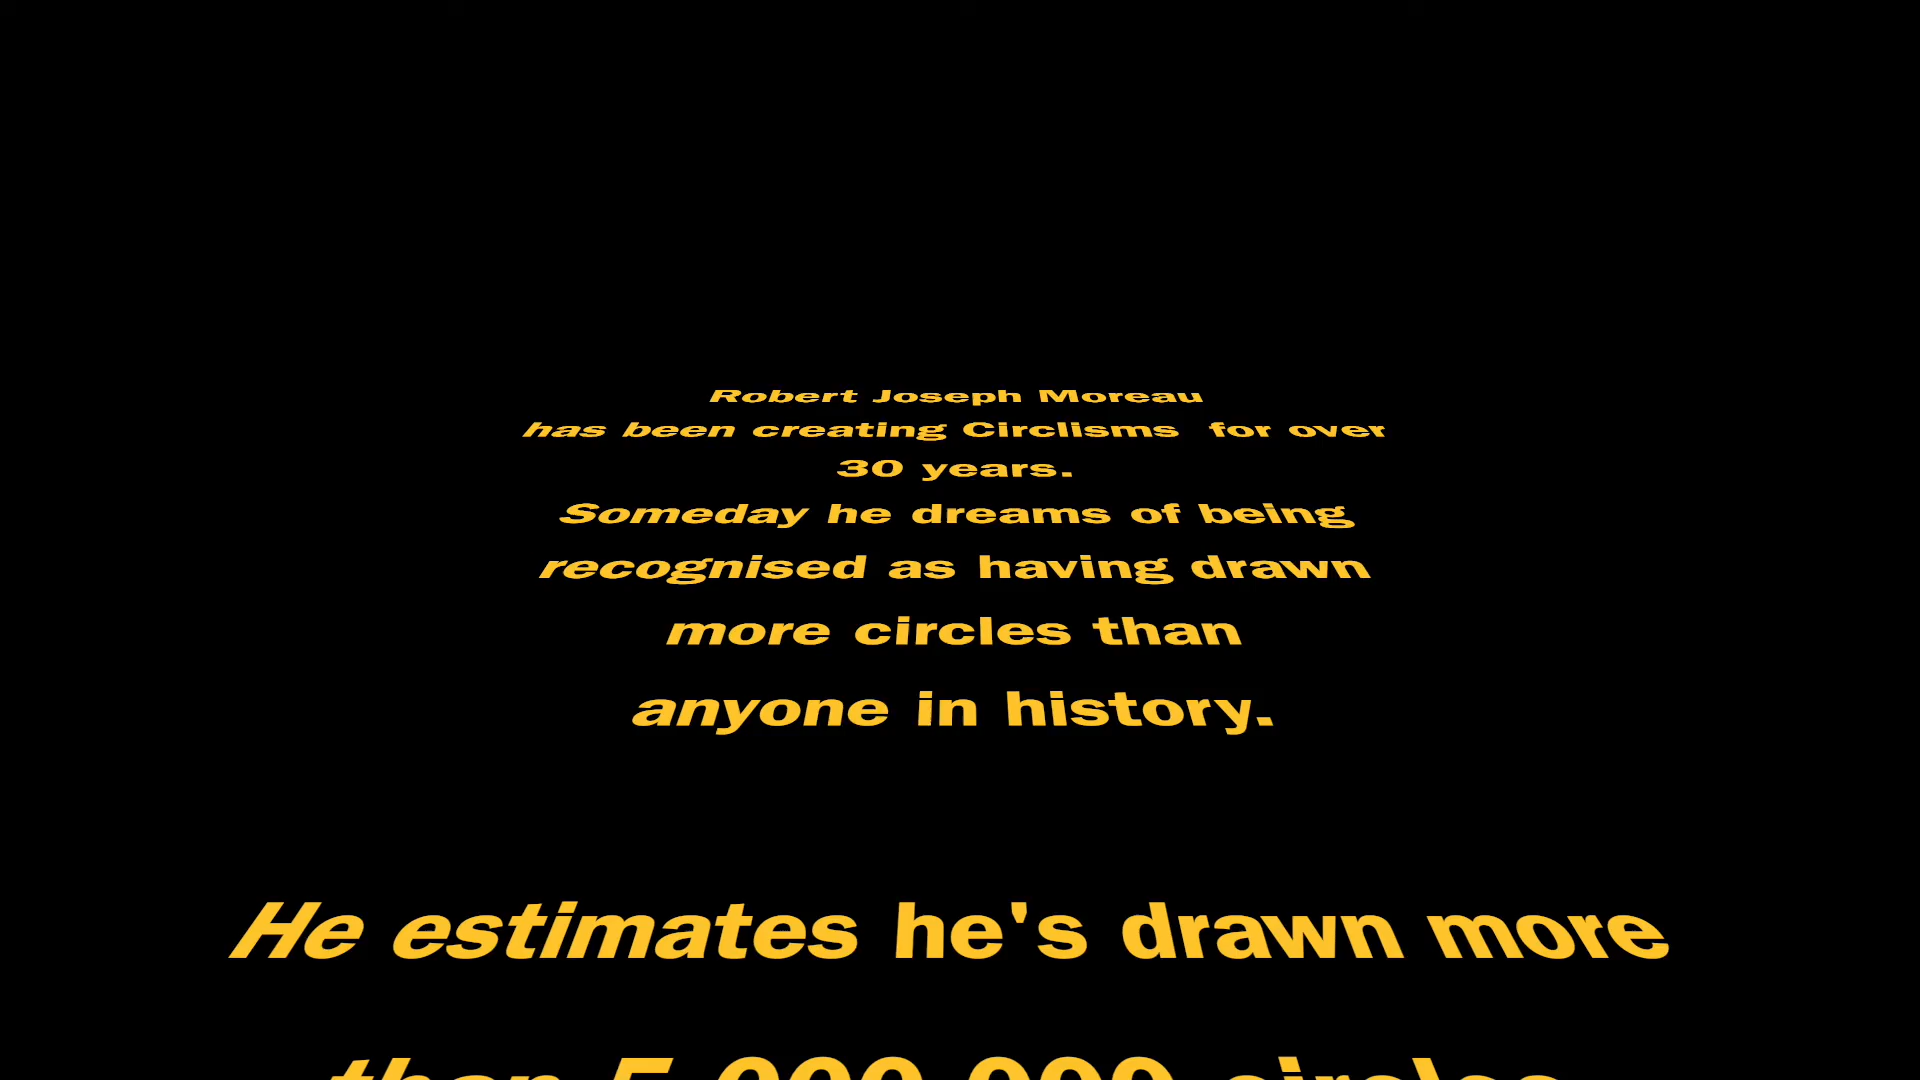 Robert Joseph Moreau
has been creating Circlisms for over
30 years.
Someday he dreams of being
recognised as having drawn
more circles than
anyone in history.
He estimates he's drawn more
than 5,000,000 circles